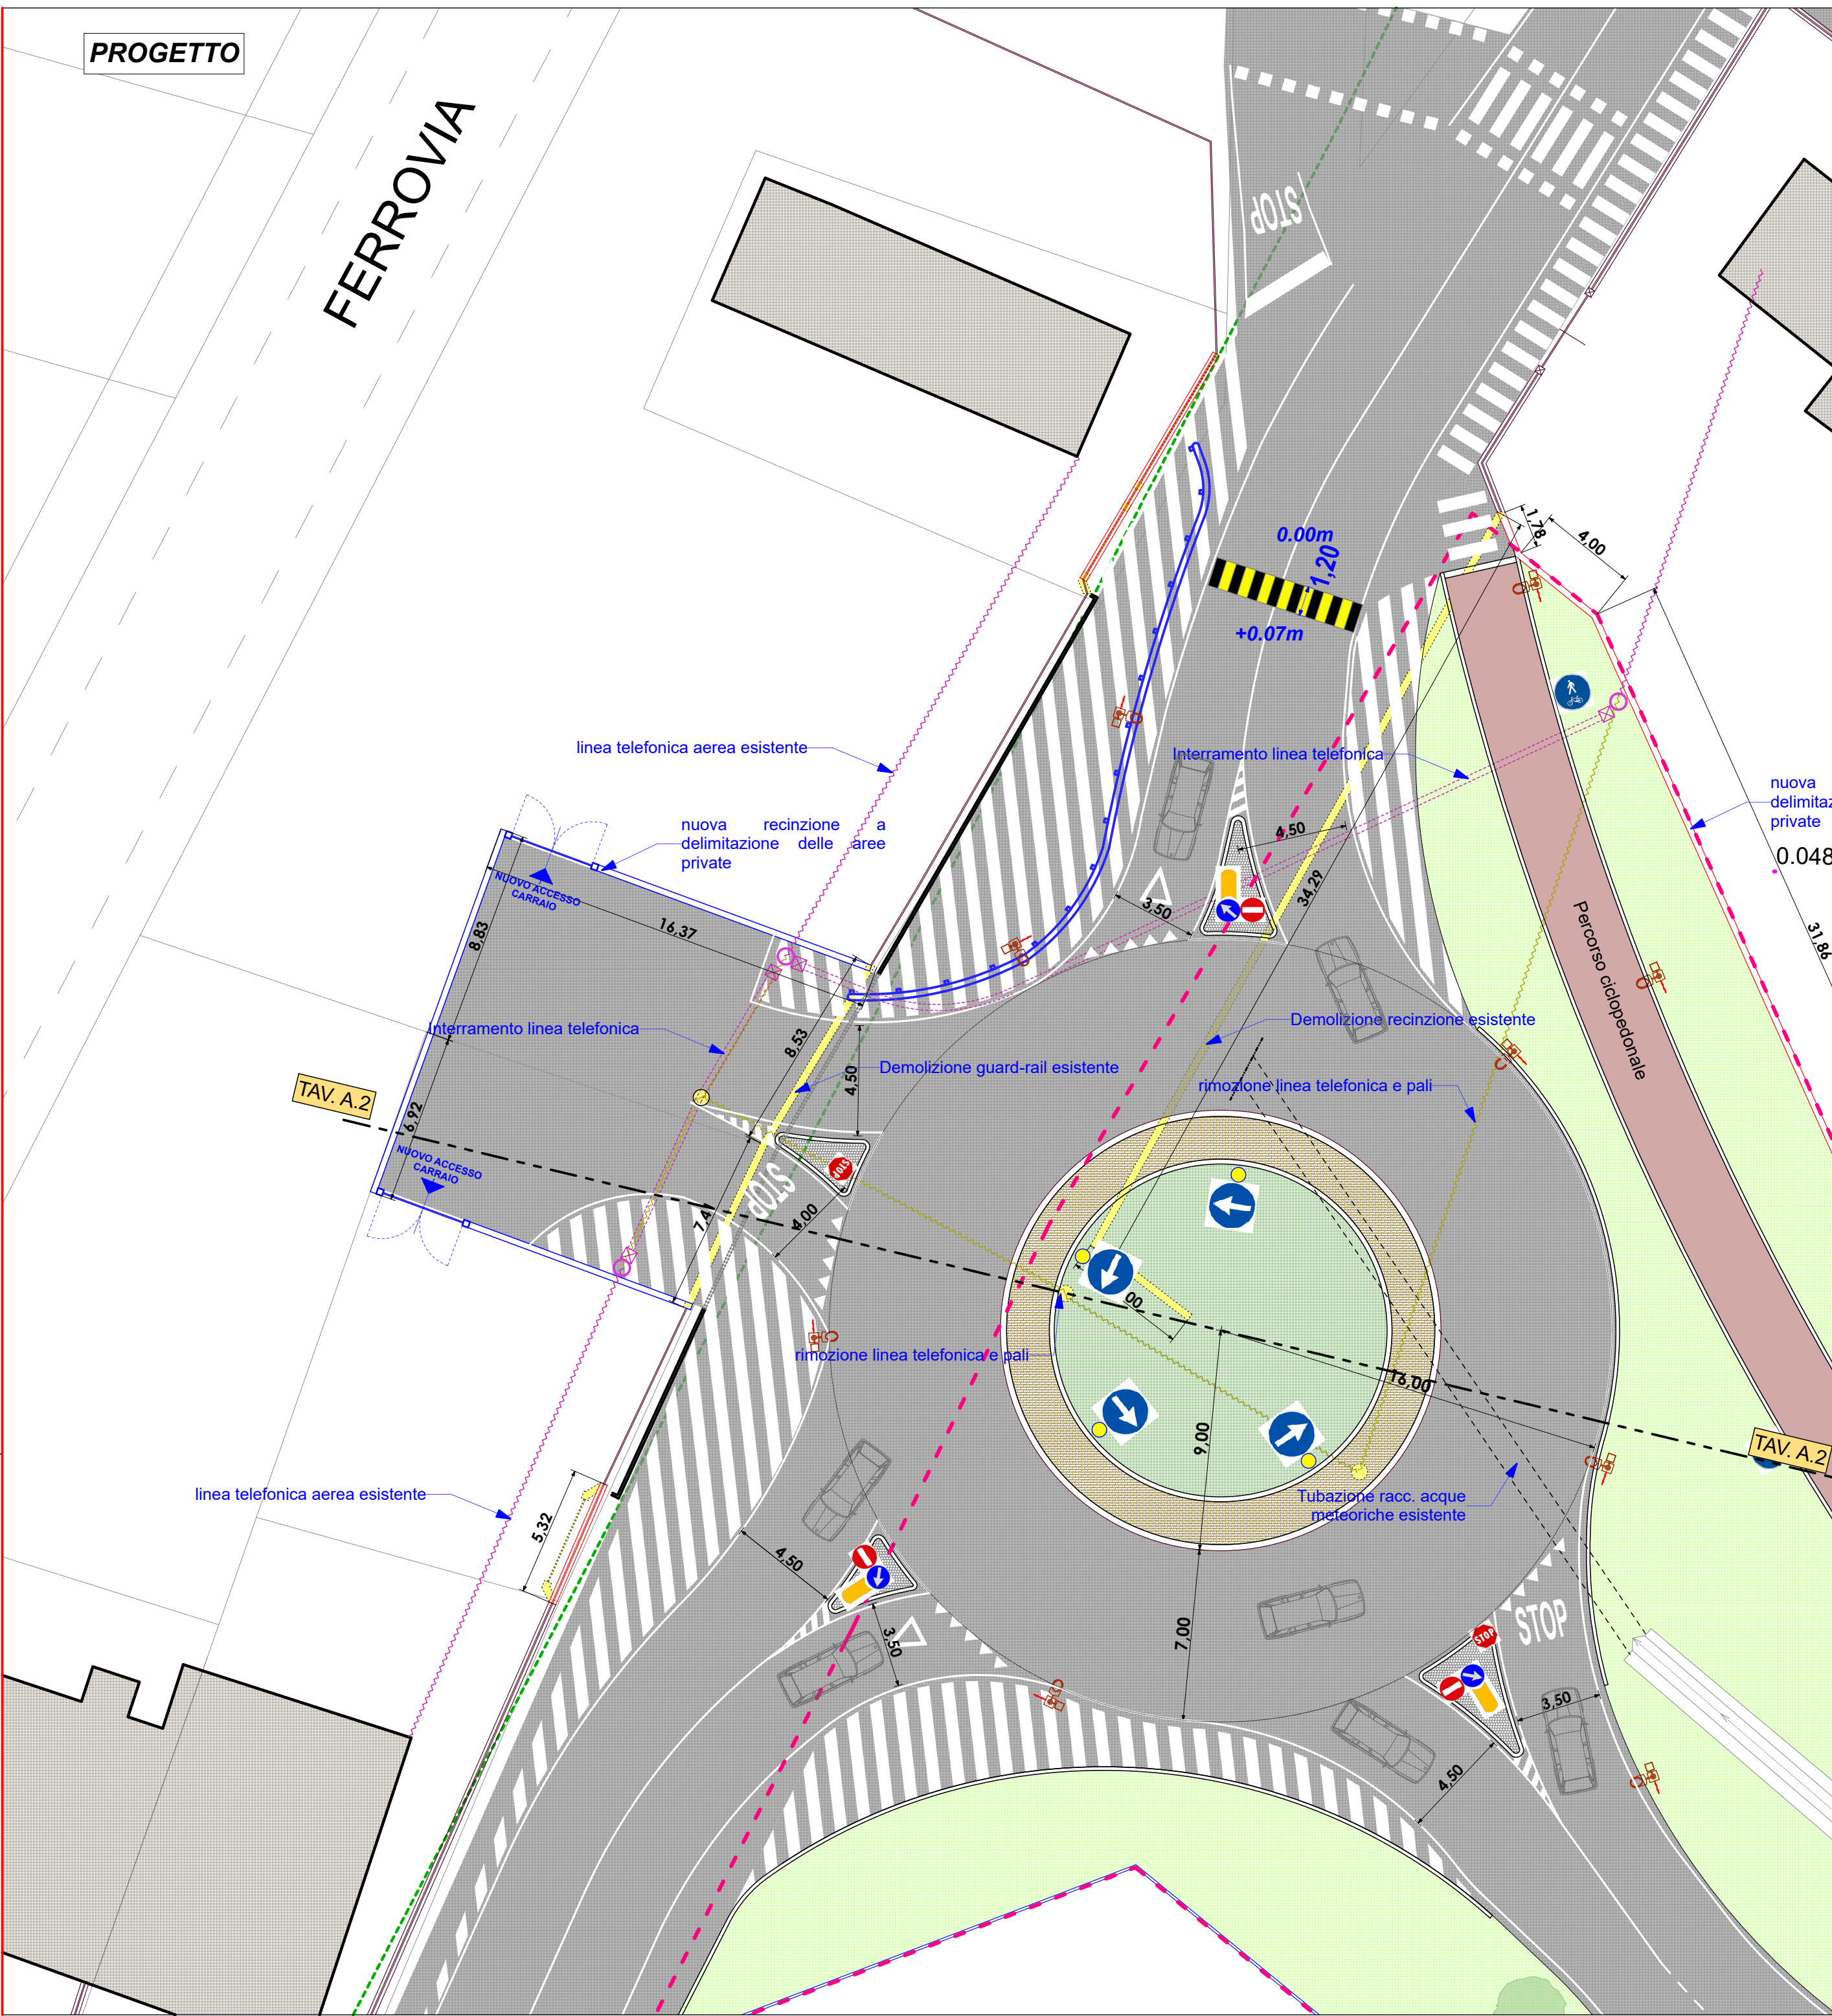 PROGETTO
FERROVIA
STOP
0.00m
1,20
+0.07m
1,78
4,00
linea telefonica aerea esistente
Interramento linea telefonica
nuova
delimitaz
private
0.048
nuova recinzione a
delimitazione delle aree
private
NUOVO ACCESSO
CARRAIO
4,50
3,50
34,29
31,86
Percorso ciclopedonale
8,83
16,37
Interramento linea telefonica
8,53
4,50
Demolizione recinzione esistente
Demolizione guard-rail esistente
rimozione linea telefonica e pali
TAV. A.2
6,92
NUOVO ACCESSO
CARRAIO
STOP
STOP
7,4
4,00
00
rimozione linea telefonica e pali
16,00
9,00
TAV. A.2
linea telefonica aerea esistente
5,32
Tubazione racc. acque
meteoriche esistente
4,50
3,50
7,00
STOP
STOP
3,50
4,50